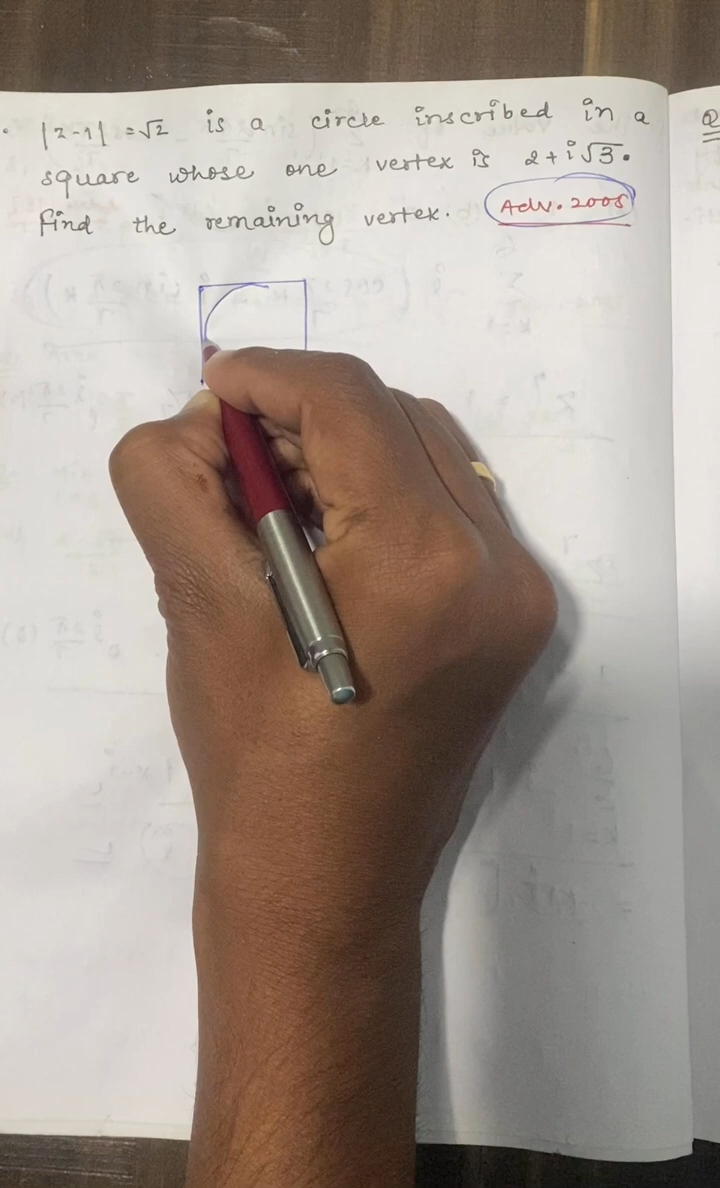 |z-1| = √2 is a circle inscribed in a
square whose one vertex is 2+i√3.
Find the remaining vertex. Adv. 2005
Q